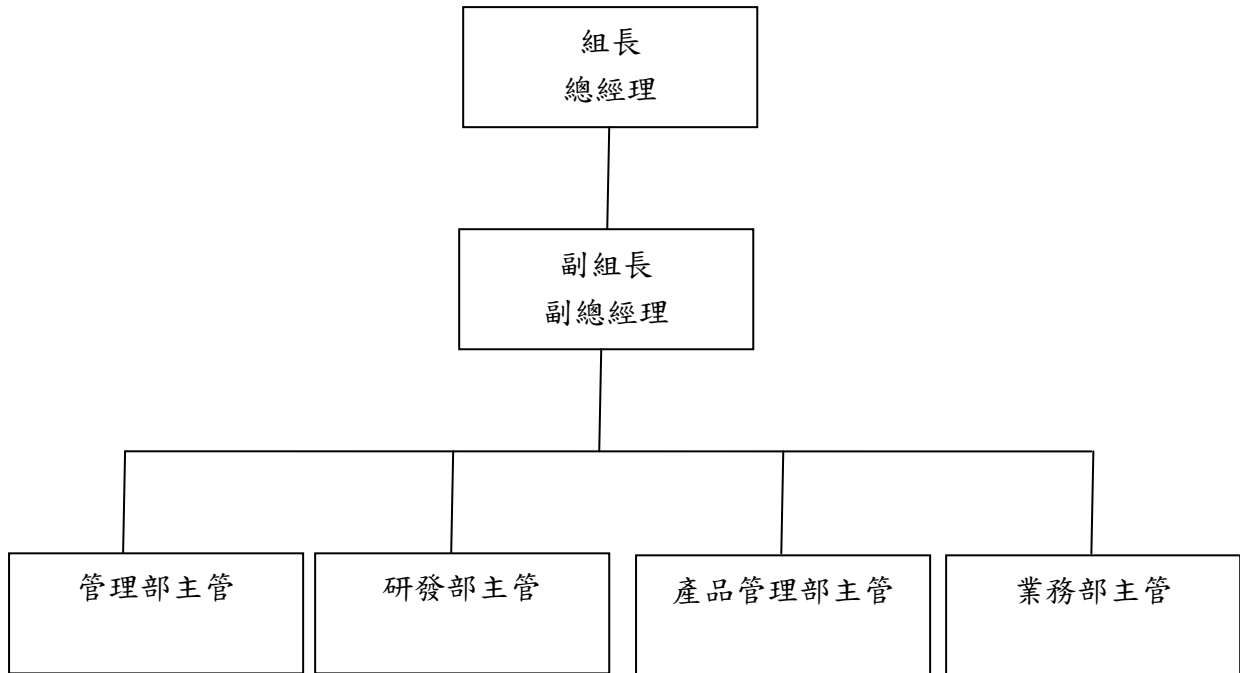 組長
總經理
副組長
副總經理
管理部主管
研發部主管
產品管理部主管
業務部主管